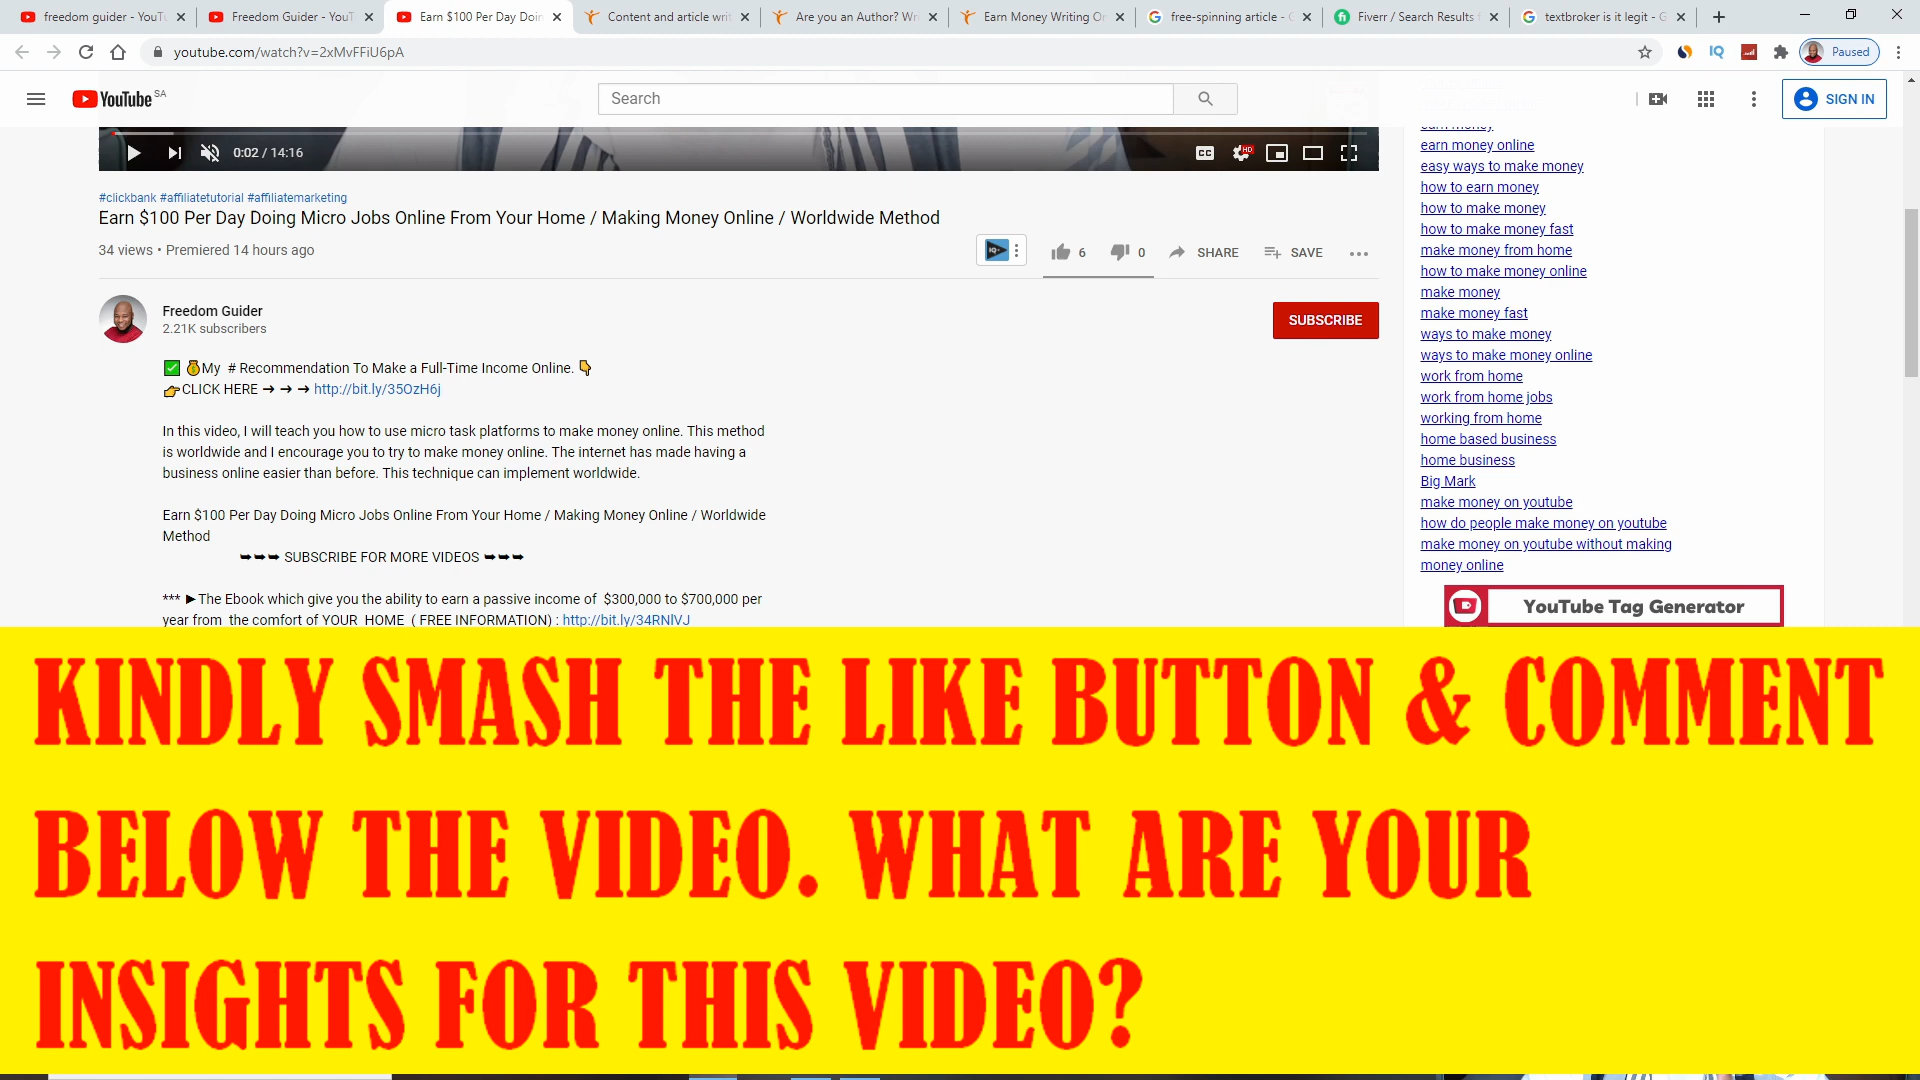 freedom guider - YouTu
Freedom Guider - YouT
Earn $100 Per Day Doin
Content and article writ
Are you an Author? Wri
Earn Money Writing On
free-spinning article - G
Fiverr / Search Results
textbroker is it legit - G
youtube.com/watch?v=2xMvFFiU6pA
IQ
Paused
YouTube SA
Search
SIGN IN
0:02 / 14:16
CC
HD
#clickbank #affiliatetutorial #affiliatemarketing
Earn $100 Per Day Doing Micro Jobs Online From Your Home / Making Money Online / Worldwide Method
34 views • Premiered 14 hours ago
6
0
SHARE
SAVE
Freedom Guider
2.21K subscribers
SUBSCRIBE
✅ 💰My # Recommendation To Make a Full-Time Income Online. 👇
👉CLICK HERE ➔ ➔ ➔ http://bit.ly/35OzH6j
In this video, I will teach you how to use micro task platforms to make money online. This method
is worldwide and I encourage you to try to make money online. The internet has made having a
business online easier than before. This technique can implement worldwide.
Earn $100 Per Day Doing Micro Jobs Online From Your Home / Making Money Online / Worldwide
Method
➥➥➥ SUBSCRIBE FOR MORE VIDEOS ➥➥➥
*** ►The Ebook which give you the ability to earn a passive income of $300,000 to $700,000 per
year from the comfort of YOUR HOME ( FREE INFORMATION) : http://bit.ly/34RNlVJ
earn money
earn money online
easy ways to make money
how to earn money
how to make money
how to make money fast
make money from home
how to make money online
make money
make money fast
ways to make money
ways to make money online
work from home
work from home jobs
working from home
home based business
home business
Big Mark
make money on youtube
how do people make money on youtube
make money on youtube without making
money online
YouTube Tag Generator
KINDLY SMASH THE LIKE BUTTON & COMMENT
BELOW THE VIDEO. WHAT ARE YOUR
INSIGHTS FOR THIS VIDEO?